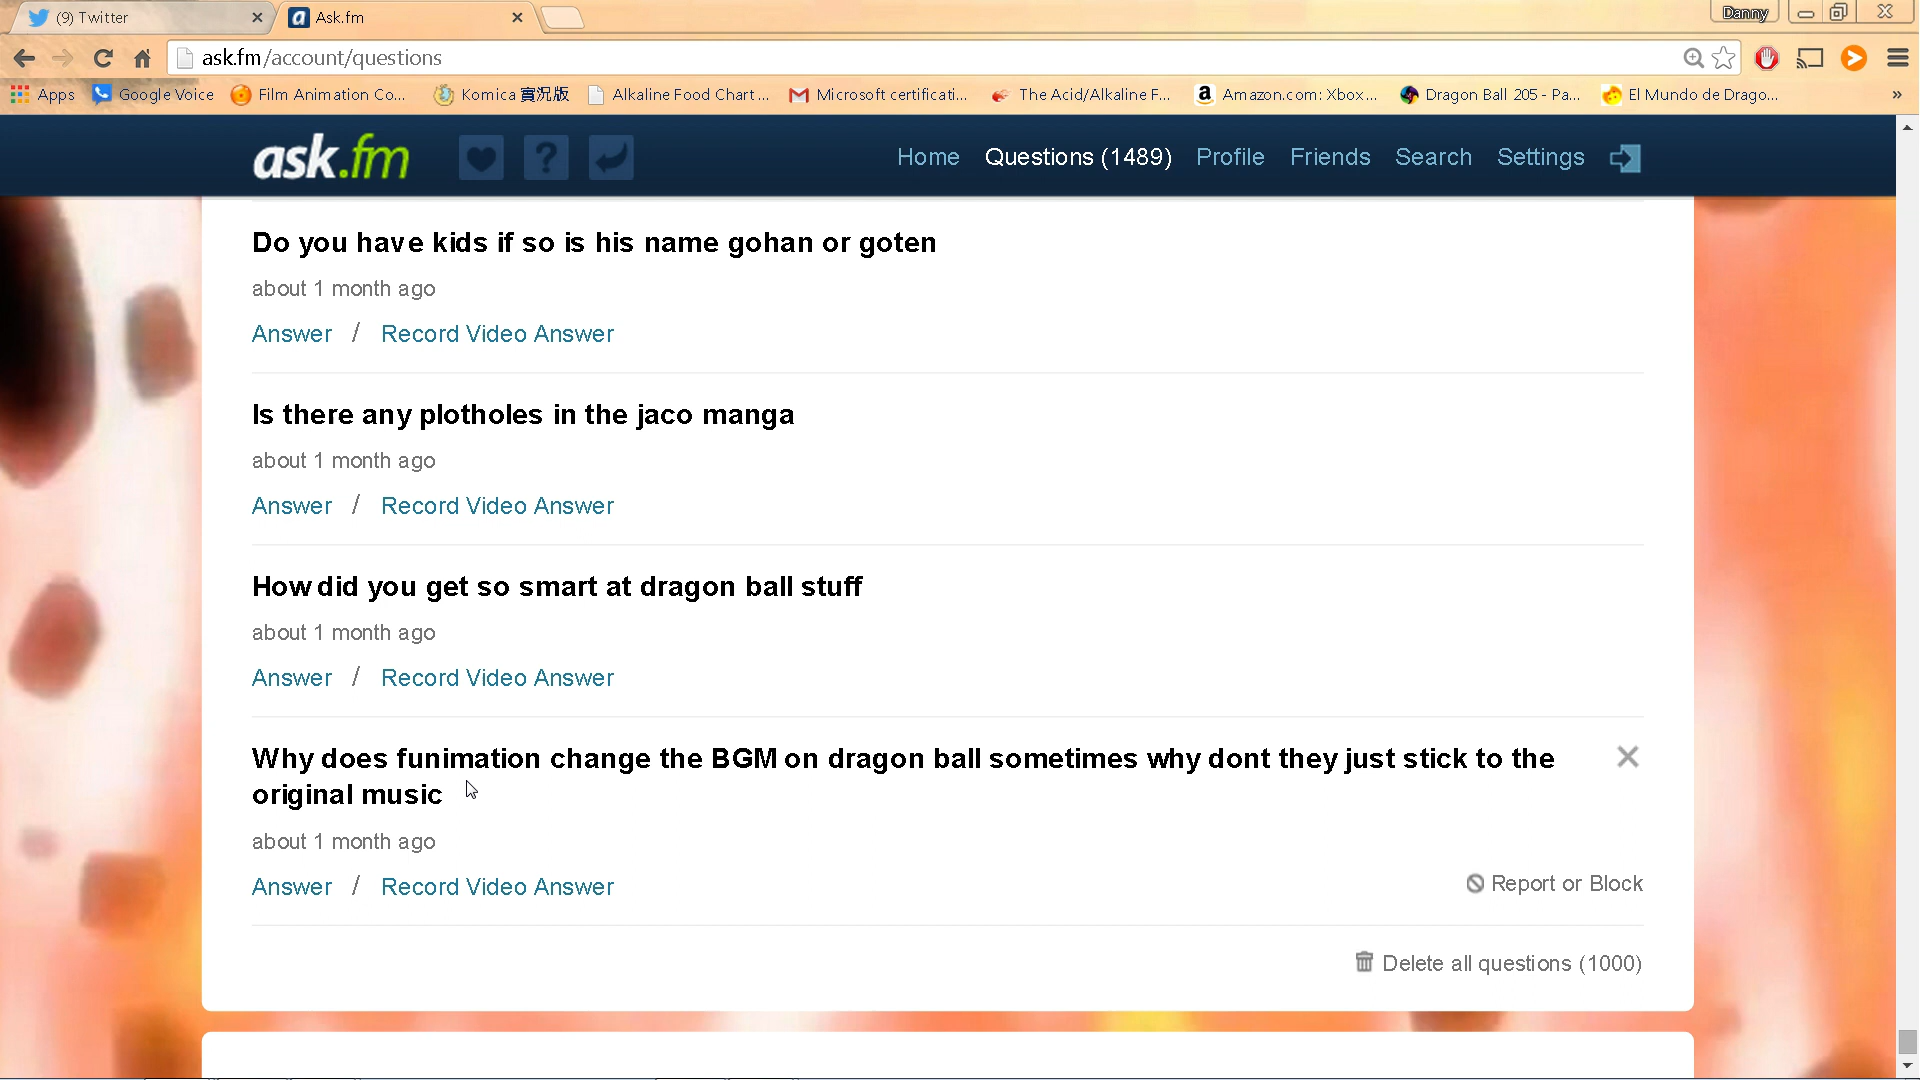 (9) Twitter
Ask.fm
Danny
ask.fm/account/questions
Apps Google Voice Film Animation Co... Komica 實況版 Alkaline Food Chart ... Microsoft certificati... The Acid/Alkaline F... Amazon.com: Xbox... Dragon Ball 205 - Pa... El Mundo de Drago... »
ask.fm Home Questions (1489) Profile Friends Search Settings
Do you have kids if so is his name gohan or goten
about 1 month ago
Answer / Record Video Answer
Is there any plotholes in the jaco manga
about 1 month ago
Answer / Record Video Answer
How did you get so smart at dragon ball stuff
about 1 month ago
Answer / Record Video Answer
Why does funimation change the BGM on dragon ball sometimes why dont they just stick to the
original music
about 1 month ago
Answer / Record Video Answer
Report or Block
Delete all questions (1000)